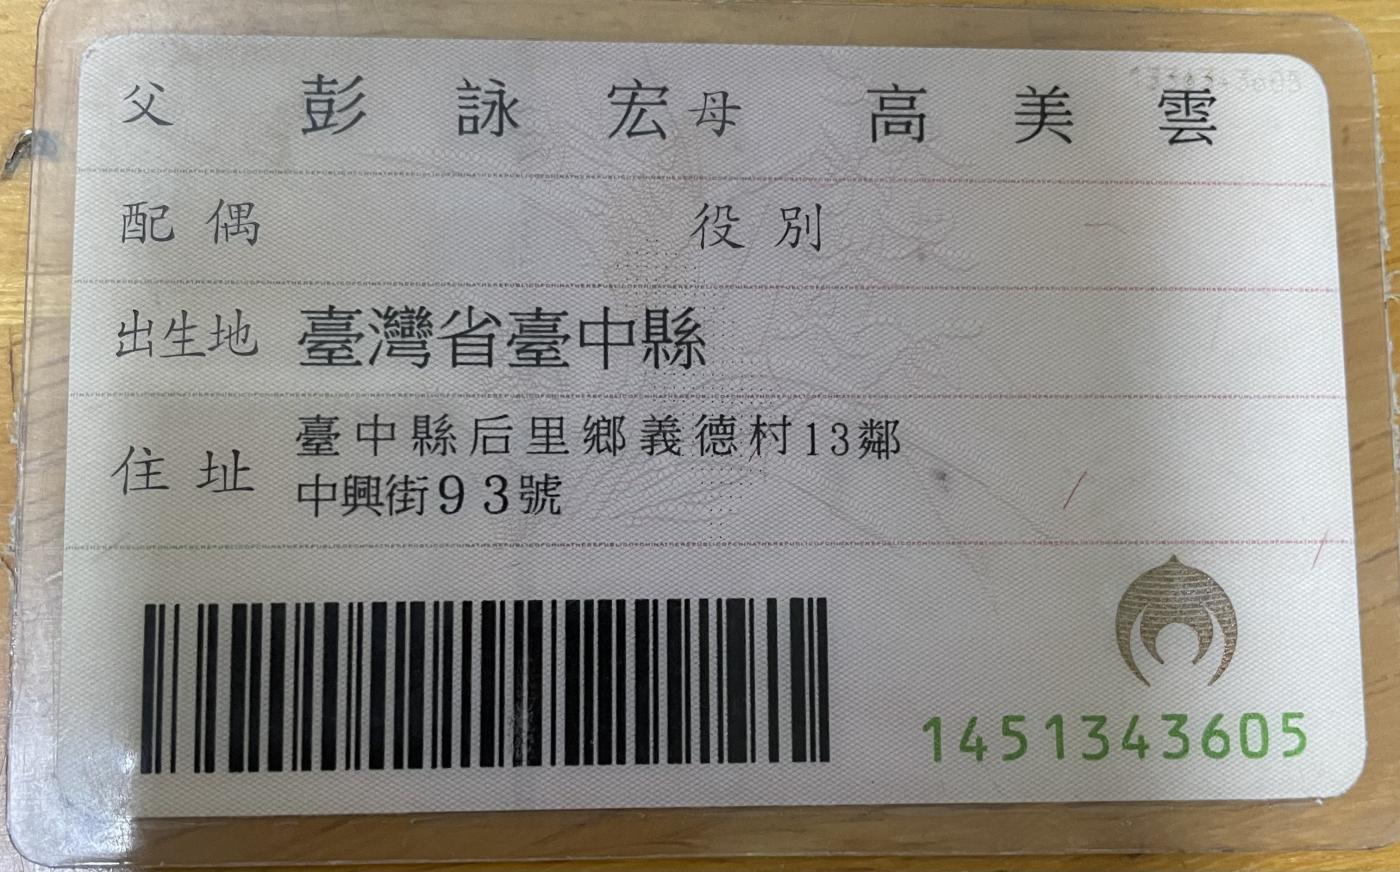 父 彭詠宏 母 高美雲
配偶 役別
出生地 臺灣省臺中縣
住址 臺中縣后里鄉義德村13鄰
中興街93號
1451343605